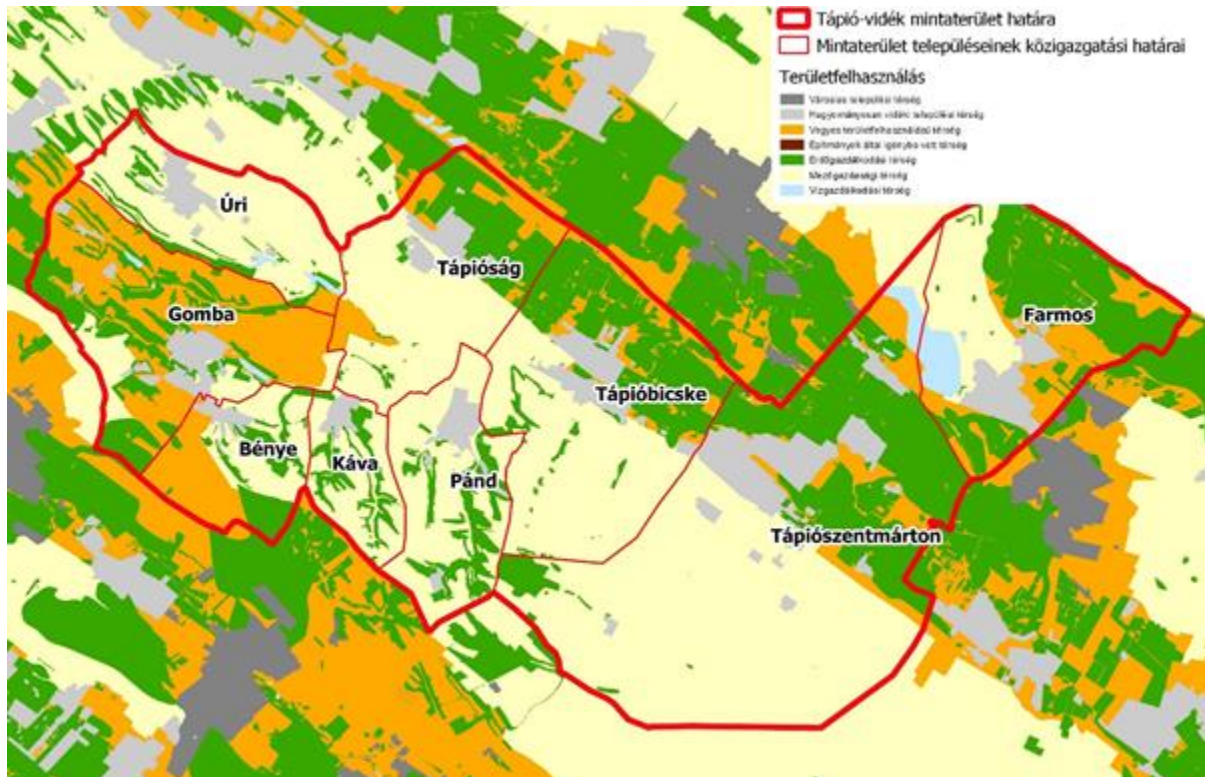 Tápió-vidék mintaterület határa
Mintaterület településeinek közigazgatási határai
Területfelhasználás
Városias települési térség
Hagyományosan vidéki települési térség
Vegyes területfelhasználású térség
Építmények által igénybe vett térség
Erdőgazdálkodási térség
Mezőgazdasági térség
Vízgazdálkodási térség
Úri
Tápióság
Gomba
Farmos
Tápióbicske
Bénye
Káva
Pánd
Tápiószentmárton